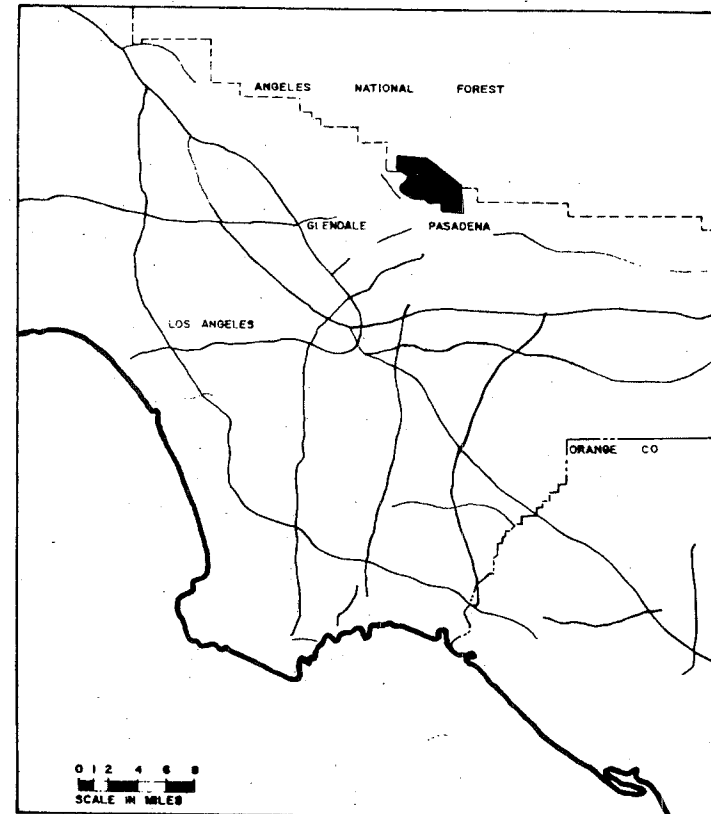 ANGELES NATIONAL FOREST
GLENDALE PASADENA
LOS ANGELES
ORANGE CO
0 1 2 4 6 8
SCALE IN MILES